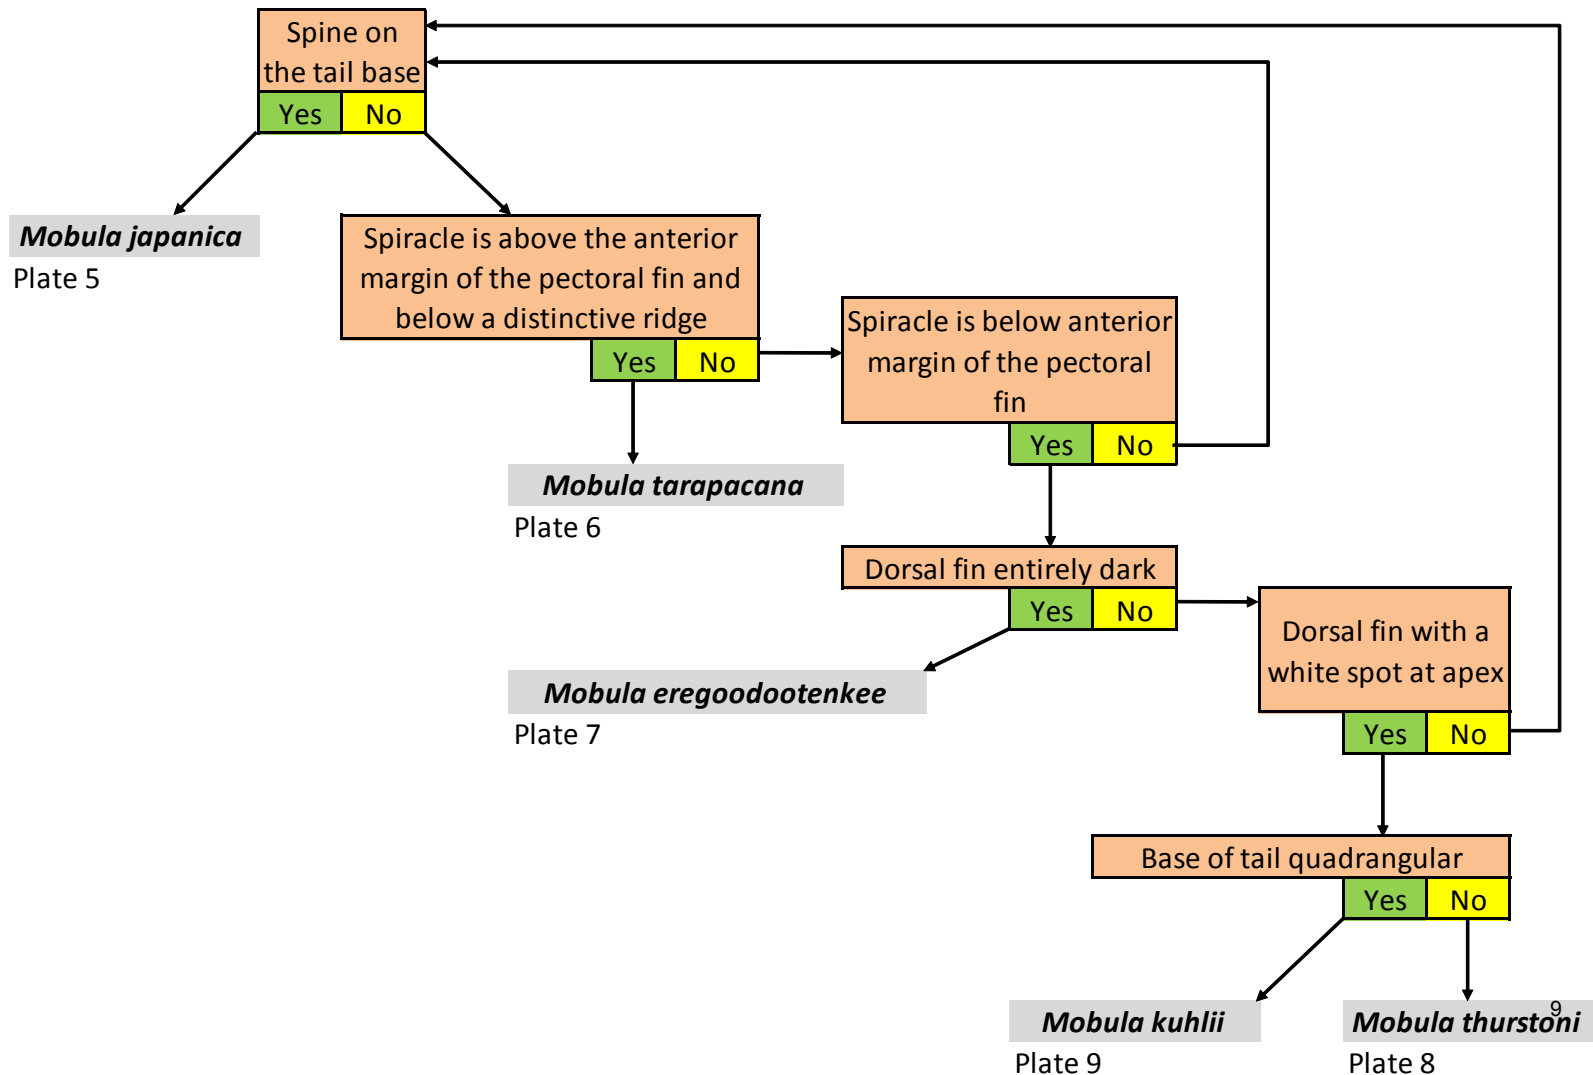 Spine on
the tail base
Yes No
Mobula japanica
Plate 5
Spiracle is above the anterior
margin of the pectoral fin and
below a distinctive ridge
Yes No
Mobula tarapacana
Plate 6
Spiracle is below anterior
margin of the pectoral
fin
Yes No
Dorsal fin entirely dark
Yes No
Mobula eregoodootenkee
Plate 7
Dorsal fin with a
white spot at apex
Yes No
Base of tail quadrangular
Yes No
Mobula kuhlii
Plate 9
Mobula thurstoni
Plate 8
9